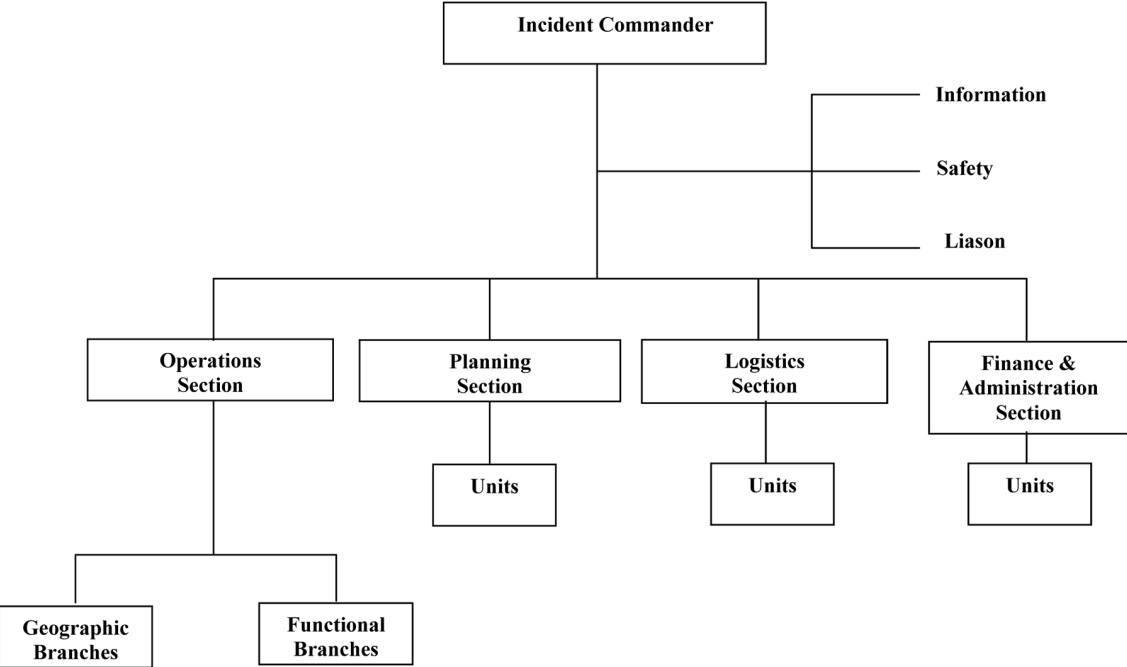 Incident Commander
Information
Safety
Liason
Operations
Section
Planning
Section
Logistics
Section
Finance &
Administration
Section
Units
Units
Units
Geographic
Branches
Functional
Branches